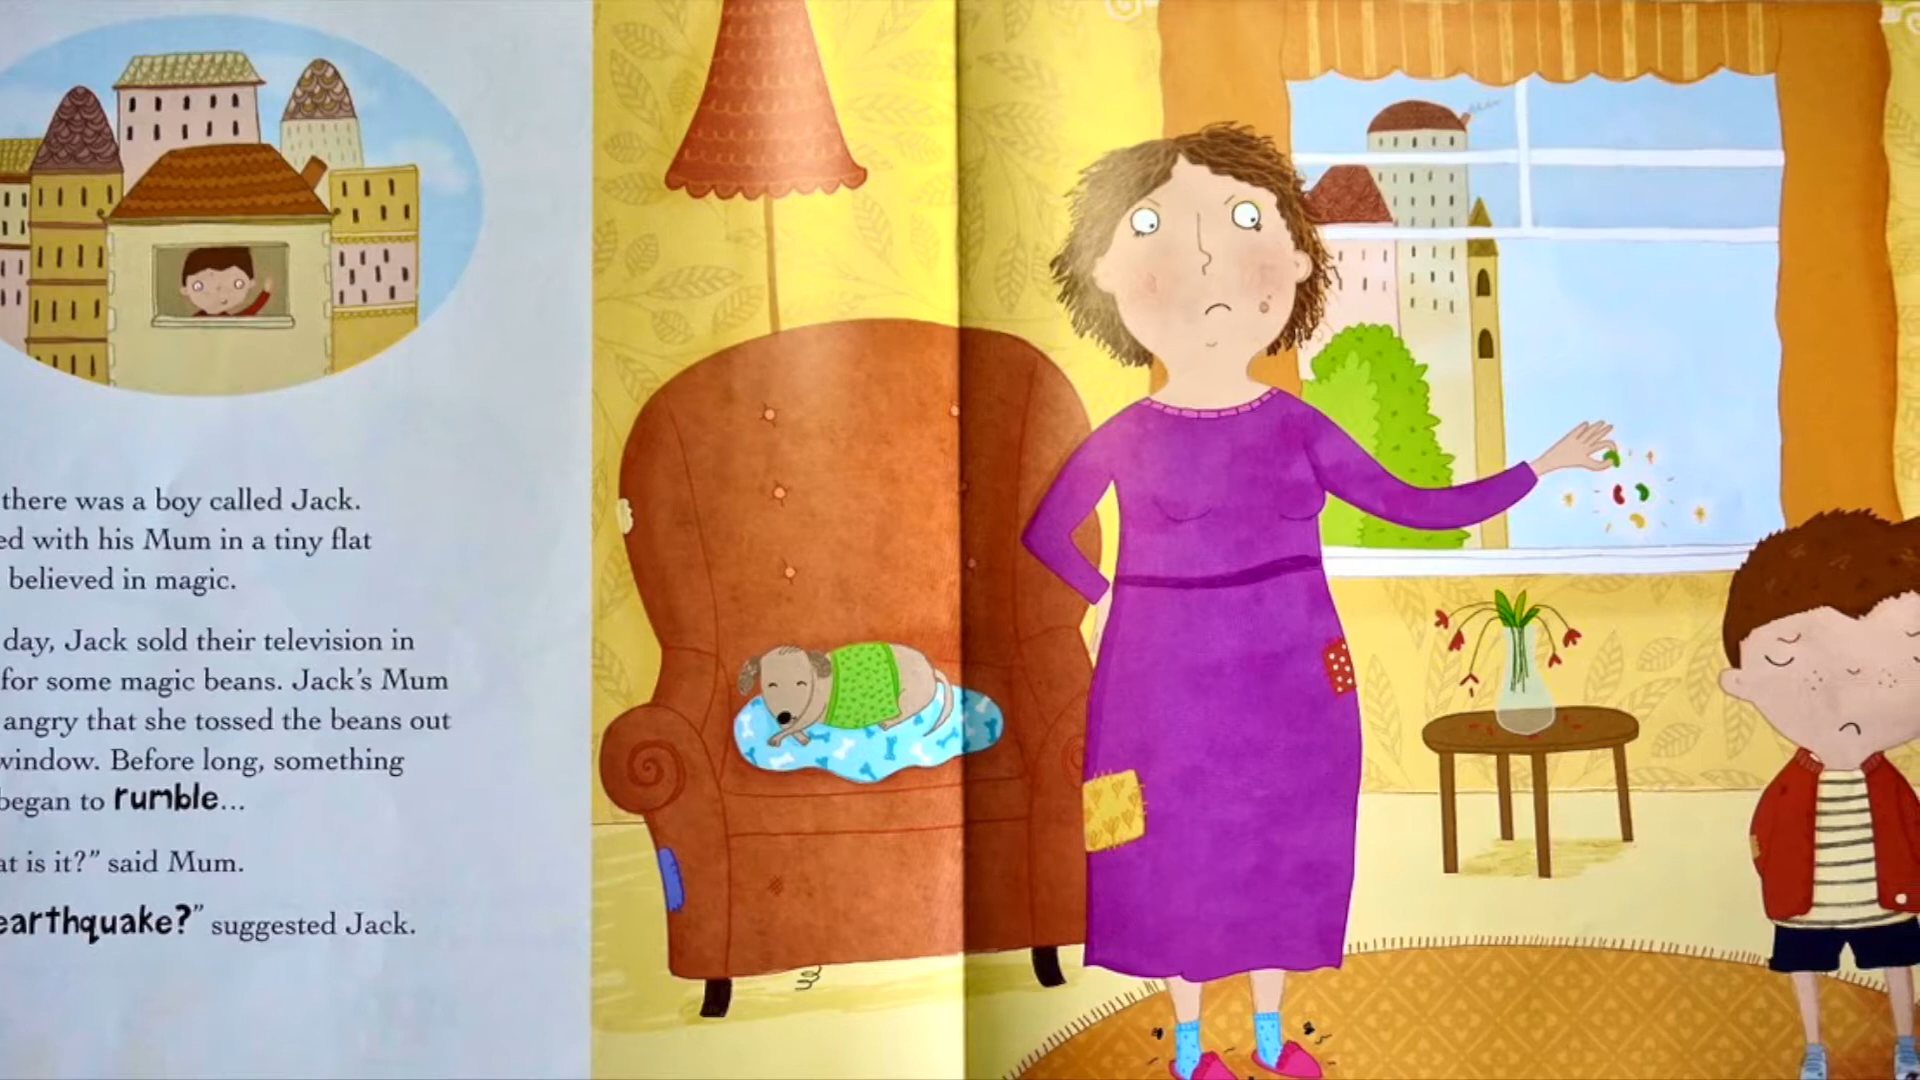 there was a boy called Jack.
ed with his Mum in a tiny flat
believed in magic.
day, Jack sold their television in
for some magic beans. Jack's Mum
angry that she tossed the beans out
window. Before long, something
began to rumble...
at is it?" said Mum.
earthquake?" suggested Jack.